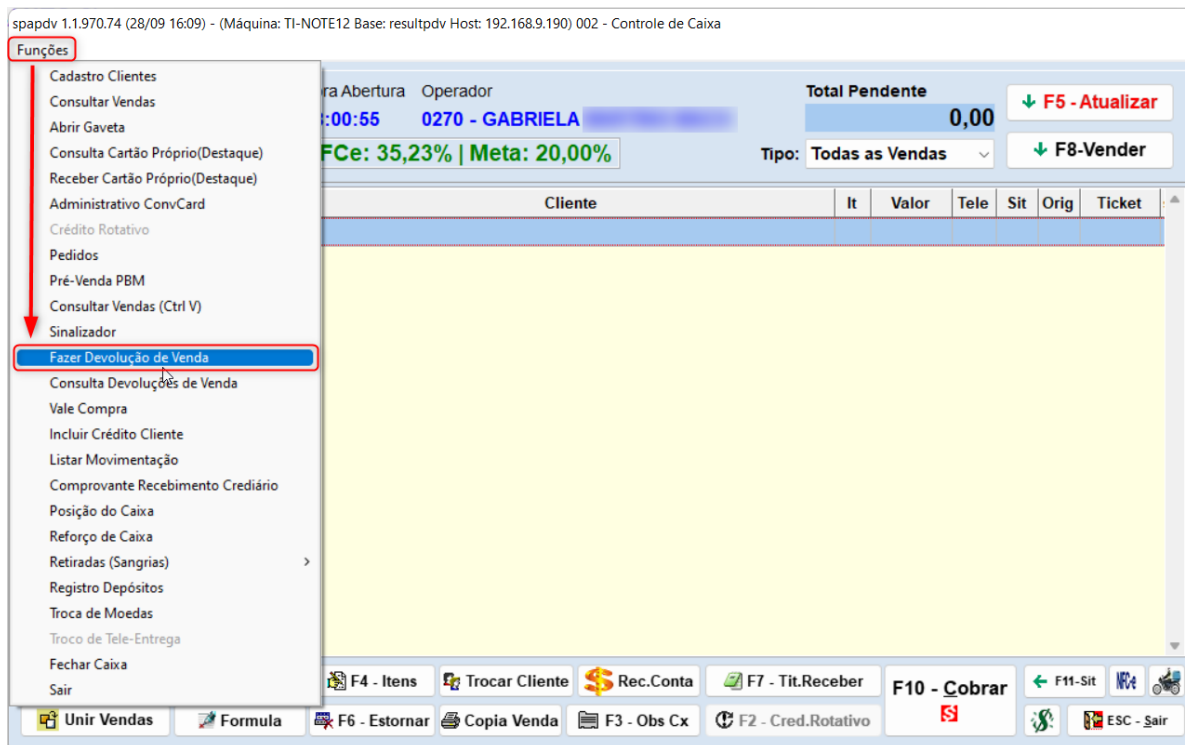 spapdv 1.1.970.74 (28/09 16:09) - (Máquina: TI-NOTE12 Base: resultpdv Host: 192.168.9.190) 002 - Controle de Caixa
Funções
Cadastro Clientes
Consultar Vendas
Abrir Gaveta
Consulta Cartão Próprio(Destaque)
Receber Cartão Próprio(Destaque)
Administrativo ConvCard
Crédito Rotativo
Pedidos
Pré-Venda PBM
Consultar Vendas (Ctrl V)
Sinalizador
Fazer Devolução de Venda
Consulta Devoluções de Venda
Vale Compra
Incluir Crédito Cliente
Listar Movimentação
Comprovante Recebimento Crediário
Posição do Caixa
Reforço de Caixa
Retiradas (Sangrias)
Registro Depósitos
Troca de Moedas
Troco de Tele-Entrega
Fechar Caixa
Sair
ra Abertura Operador
:00:55 0270 - GABRIELA
FCe: 35,23% | Meta: 20,00%
Total Pendente
0,00
Tipo: Todas as Vendas
F5 - Atualizar
F8-Vender
Cliente It Valor Tele Sit Orig Ticket
F4 - Itens Trocar Cliente Rec.Conta F7 - Tit.Receber F10 - Cobrar F11-Sit NFCe
Unir Vendas Formula F6 - Estornar Copia Venda F3 - Obs Cx F2 - Cred.Rotativo S ESC - Sair